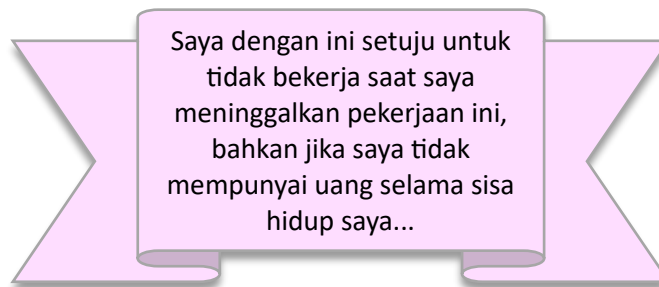 Saya dengan ini setuju untuk
tidak bekerja saat saya
meninggalkan pekerjaan ini,
bahkan jika saya tidak
mempunyai uang selama sisa
hidup saya...